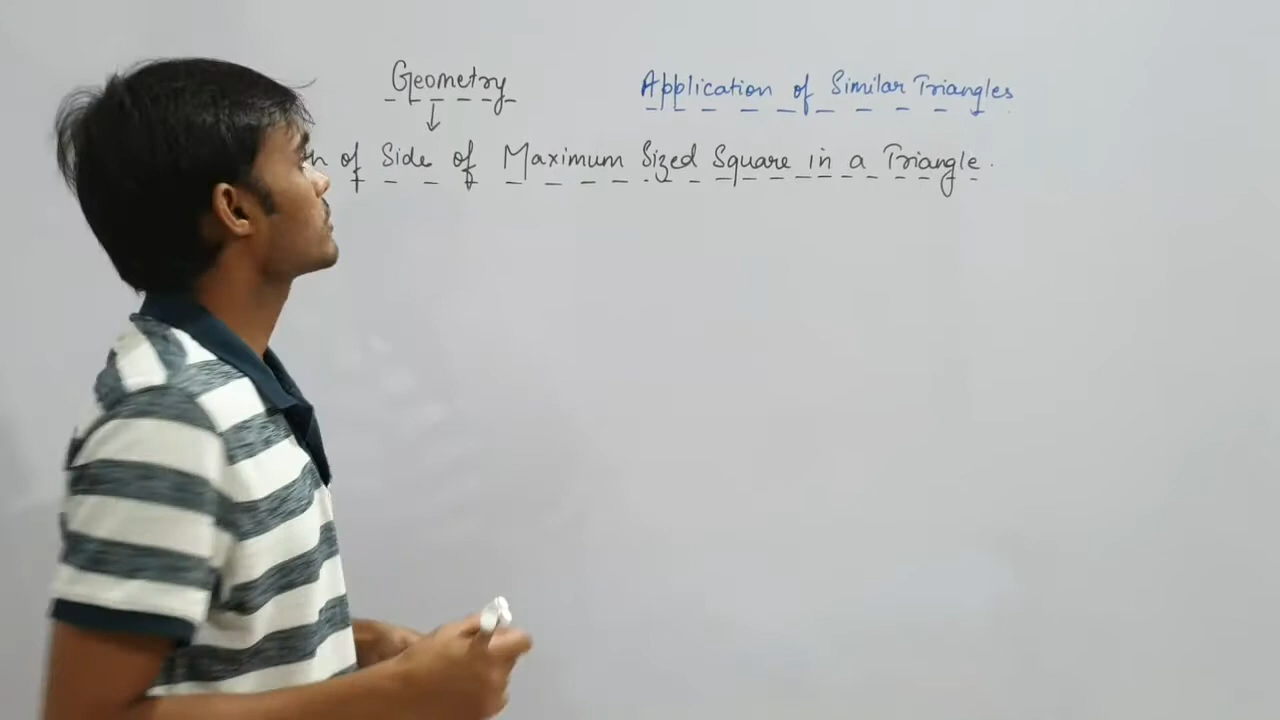 Geometry Application of Similar Triangles
of Side of Maximum Sized Square in a Triangle.